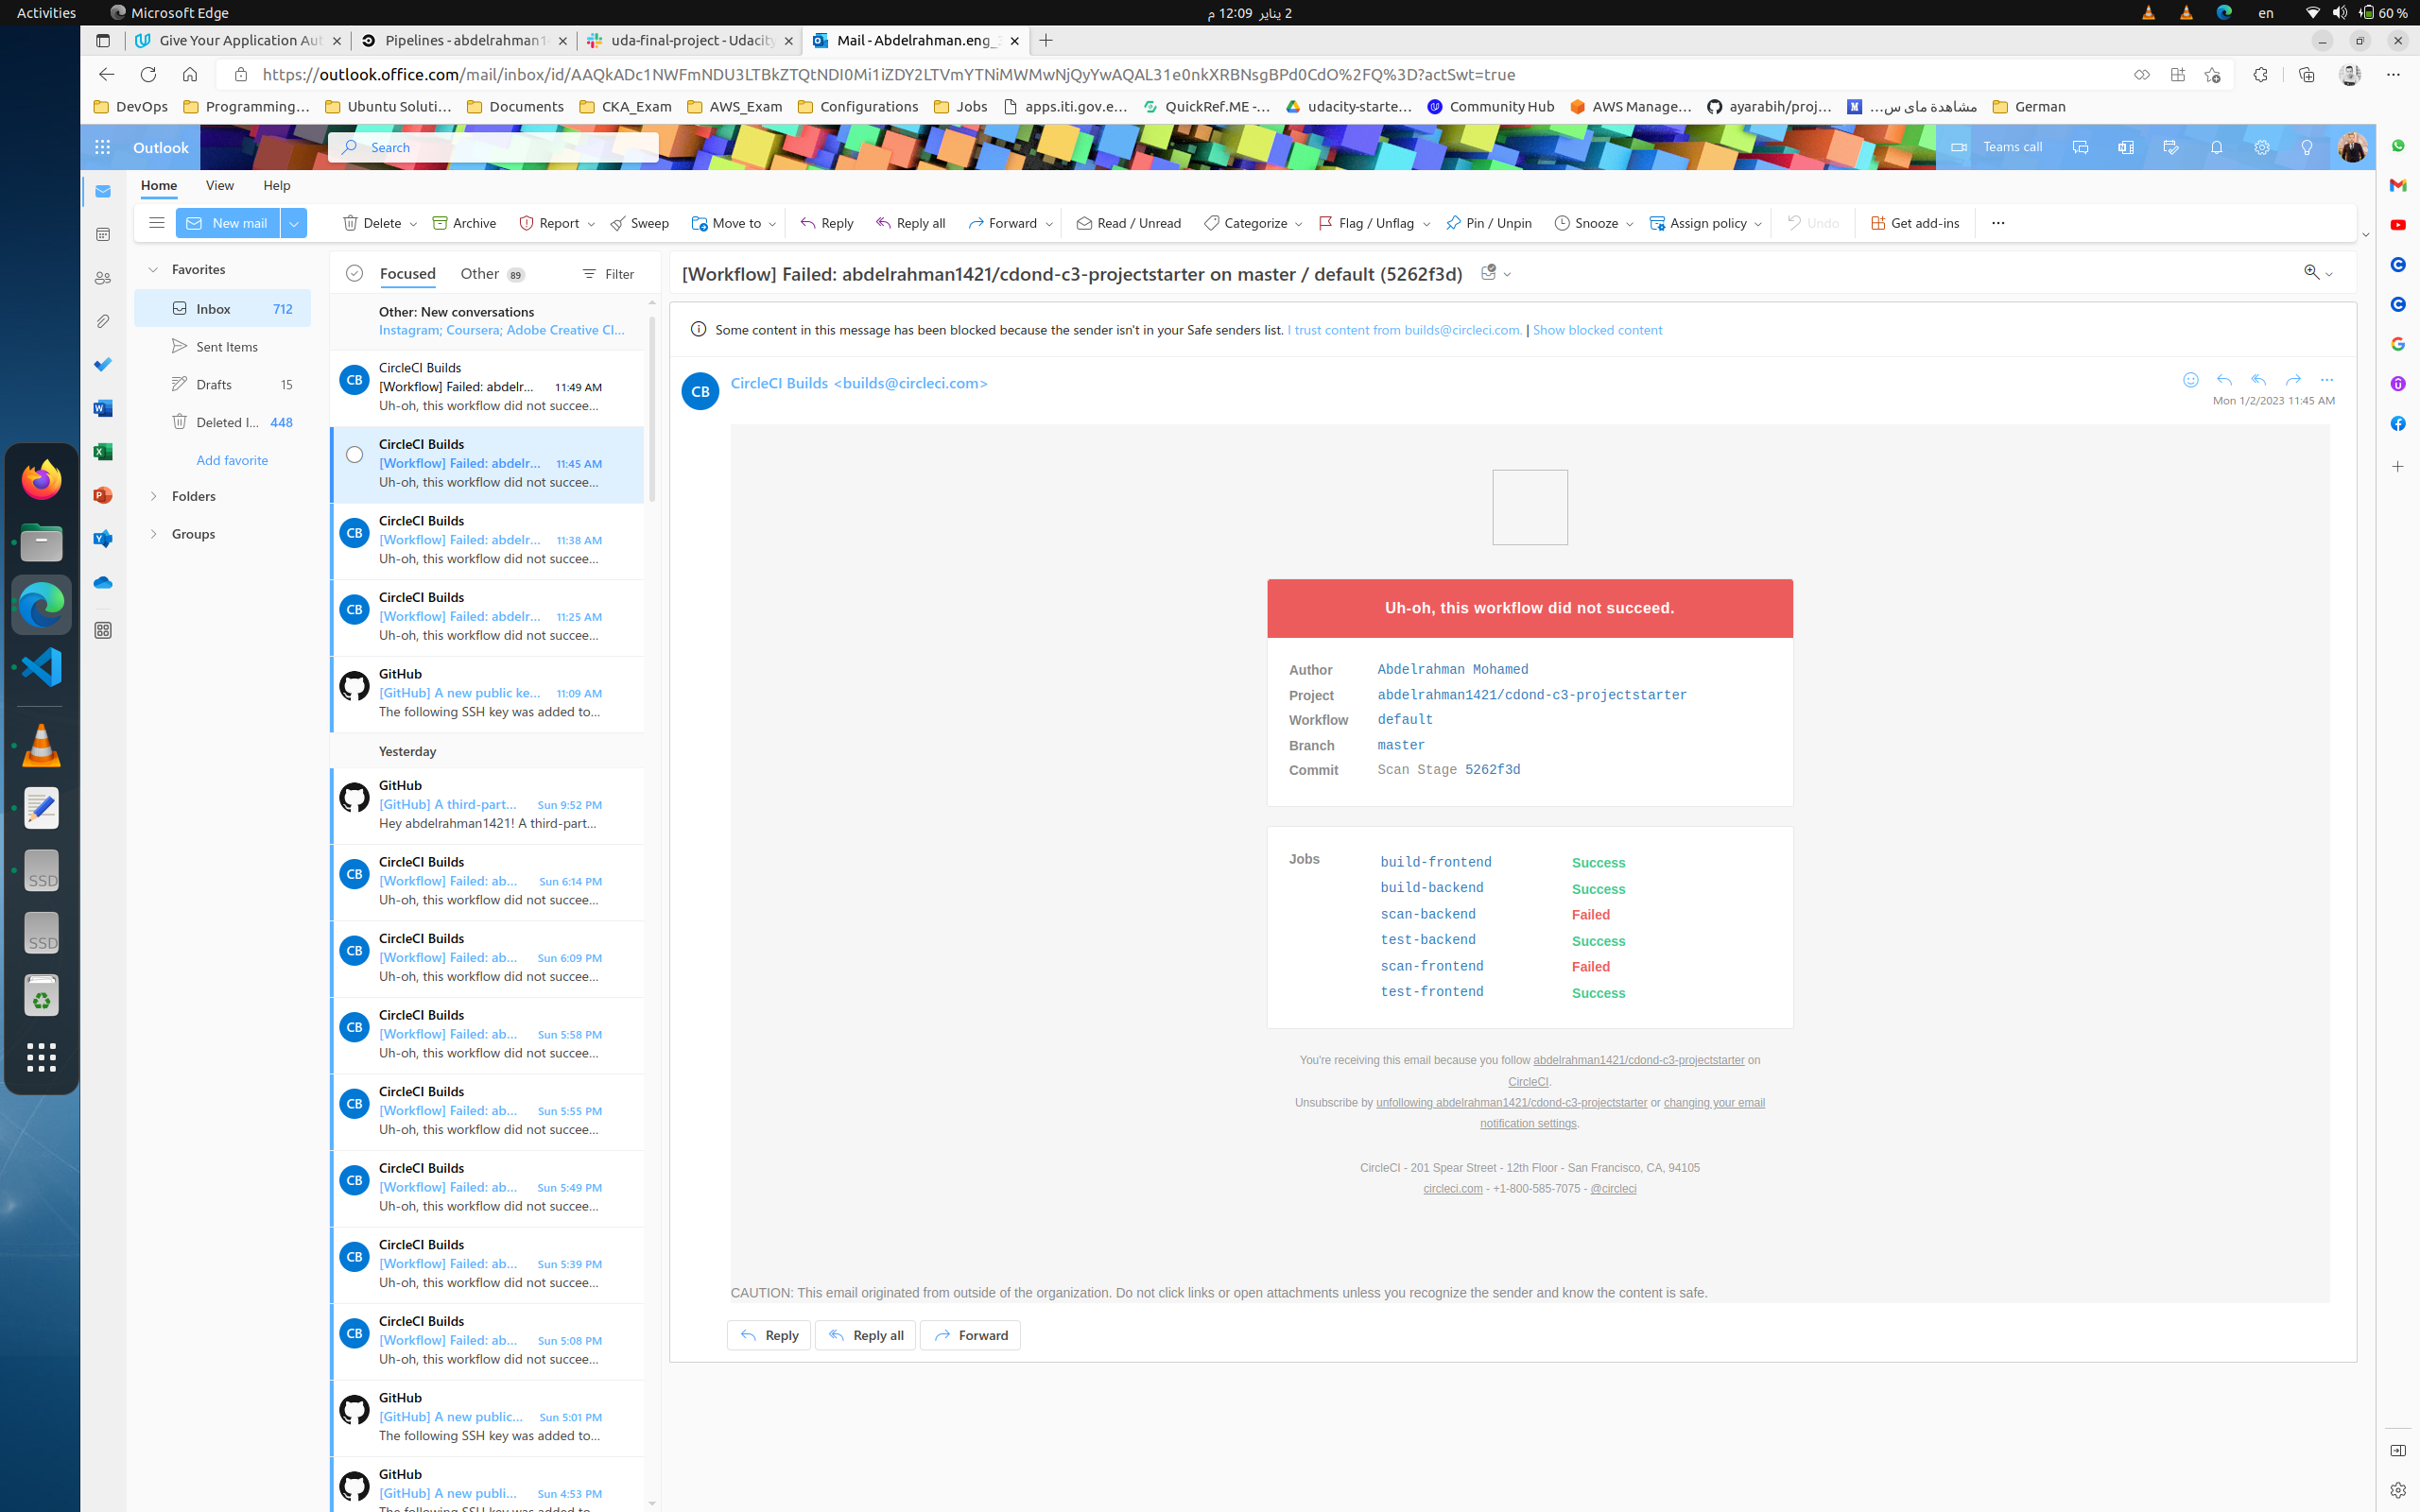 Activities
Microsoft Edge
2 يناير 12:09 م
en
60 %
Give Your Application Aut
Pipelines - abdelrahman1
uda-final-project - Udacity
Mail - Abdelrahman.eng_
https://outlook.office.com/mail/inbox/id/AAQkADc1NWFmNDU3LTBkZTQtNDI0Mi1iZDY2LTVmYTNiMWMwNjQyYwAQAL31e0nkXRBNsgBPd0CdO%2FQ%3D?actSwt=true
DevOps
Programming…
Ubuntu Soluti…
Documents
CKA_Exam
AWS_Exam
Configurations
Jobs
apps.iti.gov.e…
QuickRef.ME -…
udacity-starte…
Community Hub
AWS Manage…
ayarabih/proj…
مشاهدة ماى س…
German
Outlook
Search
Teams call
Home
View
Help
New mail
Delete
Archive
Report
Sweep
Move to
Reply
Reply all
Forward
Read / Unread
Categorize
Flag / Unflag
Pin / Unpin
Snooze
Assign policy
Undo
Get add-ins
Favorites
Inbox 712
Sent Items
Drafts 15
Deleted I... 448
Add favorite
Folders
Groups
Focused
Other 89
Filter
Other: New conversations
Instagram; Coursera; Adobe Creative Cl...
CB
CircleCI Builds
[Workflow] Failed: abdelr... 11:49 AM
Uh-oh, this workflow did not succee...
CircleCI Builds
[Workflow] Failed: abdelr... 11:45 AM
Uh-oh, this workflow did not succee...
CB
CircleCI Builds
[Workflow] Failed: abdelr... 11:38 AM
Uh-oh, this workflow did not succee...
CB
CircleCI Builds
[Workflow] Failed: abdelr... 11:25 AM
Uh-oh, this workflow did not succee...
GitHub
[GitHub] A new public ke... 11:09 AM
The following SSH key was added to...
Yesterday
GitHub
[GitHub] A third-part... Sun 9:52 PM
Hey abdelrahman1421! A third-part...
CB
CircleCI Builds
[Workflow] Failed: ab... Sun 6:14 PM
Uh-oh, this workflow did not succee...
CB
CircleCI Builds
[Workflow] Failed: ab... Sun 6:09 PM
Uh-oh, this workflow did not succee...
CB
CircleCI Builds
[Workflow] Failed: ab... Sun 5:58 PM
Uh-oh, this workflow did not succee...
CB
CircleCI Builds
[Workflow] Failed: ab... Sun 5:55 PM
Uh-oh, this workflow did not succee...
CB
CircleCI Builds
[Workflow] Failed: ab... Sun 5:49 PM
Uh-oh, this workflow did not succee...
CB
CircleCI Builds
[Workflow] Failed: ab... Sun 5:39 PM
Uh-oh, this workflow did not succee...
CB
CircleCI Builds
[Workflow] Failed: ab... Sun 5:08 PM
Uh-oh, this workflow did not succee...
GitHub
[GitHub] A new public... Sun 5:01 PM
The following SSH key was added to...
GitHub
[GitHub] A new publi... Sun 4:53 PM
The following SSH key was added to
[Workflow] Failed: abdelrahman1421/cdond-c3-projectstarter on master / default (5262f3d)
Some content in this message has been blocked because the sender isn't in your Safe senders list. I trust content from builds@circleci.com. | Show blocked content
CB
CircleCI Builds <builds@circleci.com>
Mon 1/2/2023 11:45 AM
Uh-oh, this workflow did not succeed.
Author Abdelrahman Mohamed
Project abdelrahman1421/cdond-c3-projectstarter
Workflow default
Branch master
Commit Scan Stage 5262f3d
Jobs
build-frontend Success
build-backend Success
scan-backend Failed
test-backend Success
scan-frontend Failed
test-frontend Success
You're receiving this email because you follow abdelrahman1421/cdond-c3-projectstarter on
CircleCI.
Unsubscribe by unfollowing abdelrahman1421/cdond-c3-projectstarter or changing your email
notification settings.
CircleCI - 201 Spear Street - 12th Floor - San Francisco, CA, 94105
circleci.com - +1-800-585-7075 - @circleci
CAUTION: This email originated from outside of the organization. Do not click links or open attachments unless you recognize the sender and know the content is safe.
Reply
Reply all
Forward
SSD
SSD